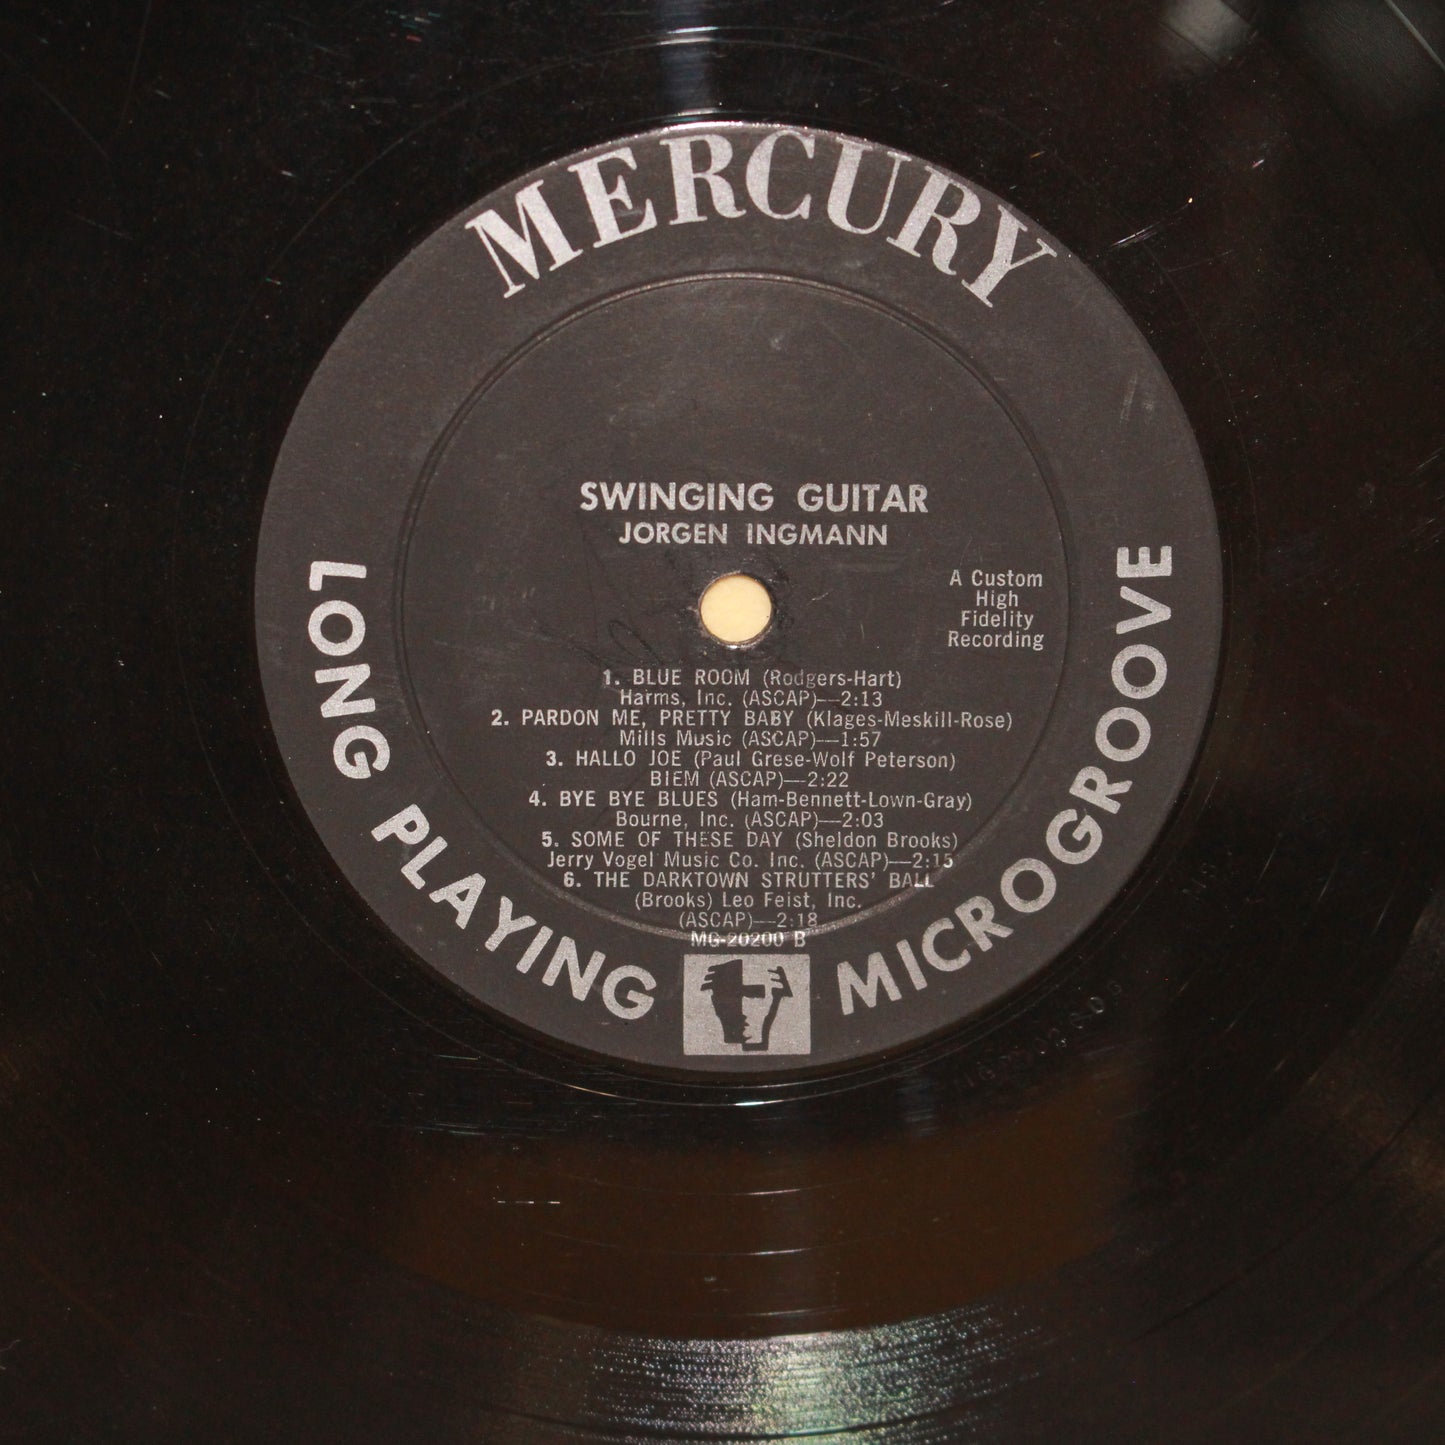 MERCURY
SWINGING GUITAR
JORGEN INGMANN
A Custom
High
Fidelity
Recording
1. BLUE ROOM (Rodgers-Hart)
Harms, Inc. (ASCAP)—2:13
2. PARDON ME, PRETTY BABY (Klages-Meskill-Rose)
Mills Music (ASCAP)—1:57
3. HALLO JOE (Paul Grese-Wolf Peterson)
BIEM (ASCAP)—2:22
4. BYE BYE BLUES (Ham-Bennett-Lown-Gray)
Bourne, Inc. (ASCAP)—2:03
5. SOME OF THESE DAY (Sheldon Brooks)
Jerry Vogel Music Co. Inc. (ASCAP)—2:15
6. THE DARKTOWN STRUTTERS' BALL
(Brooks) Leo Feist, Inc.
(ASCAP)—2:18
MG-20200 B
LONG PLAYING
MICROGROOVE